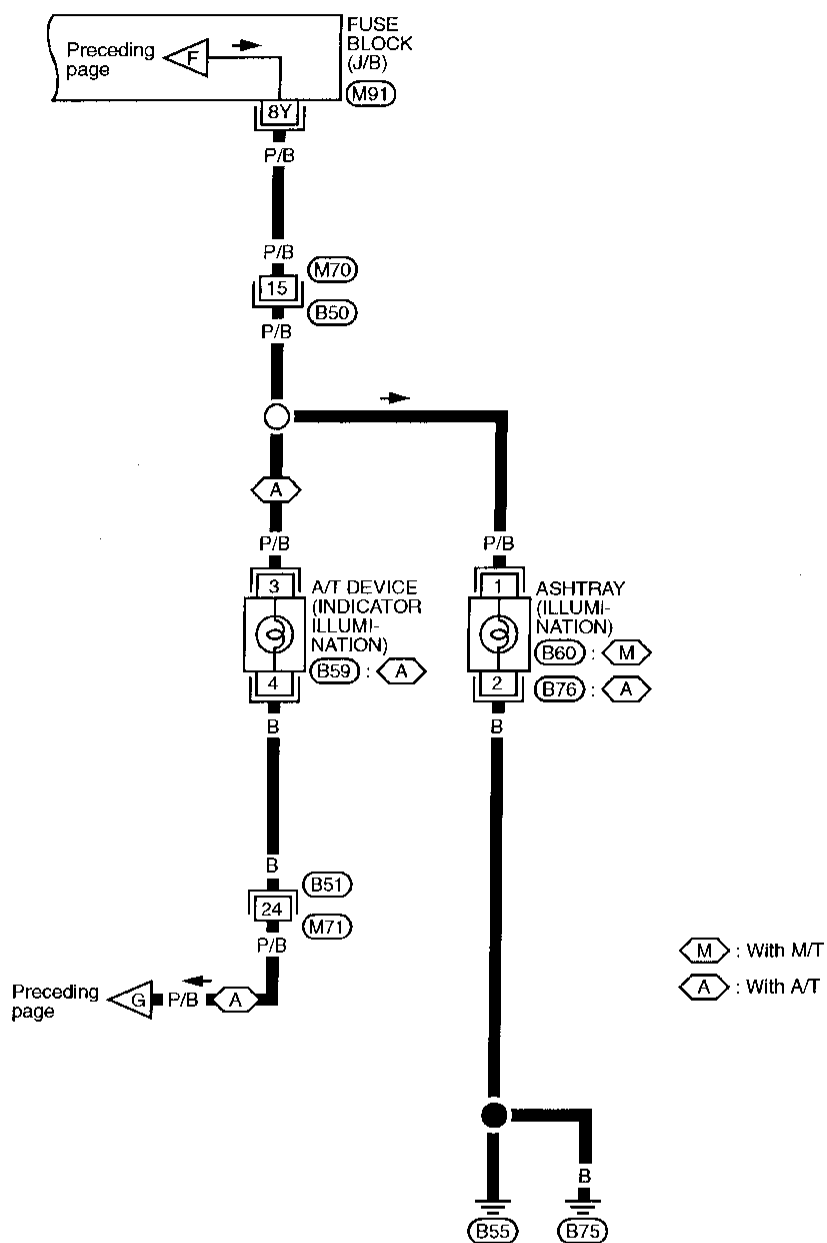 FUSE
BLOCK
(J/B)
M91
Preceding
page
F
8Y
P/B
P/B
M70
15
B50
P/B
A
P/B
P/B
3
A/T DEVICE
(INDICATOR
ILLUMI-
NATION)
B59 : A
4
1
ASHTRAY
(ILLUMI-
NATION)
B60 : M
2
B76 : A
B
B
B
B51
24
M71
P/B
Preceding
page
G
P/B
A
M : With M/T
A : With A/T
B
B55
B75